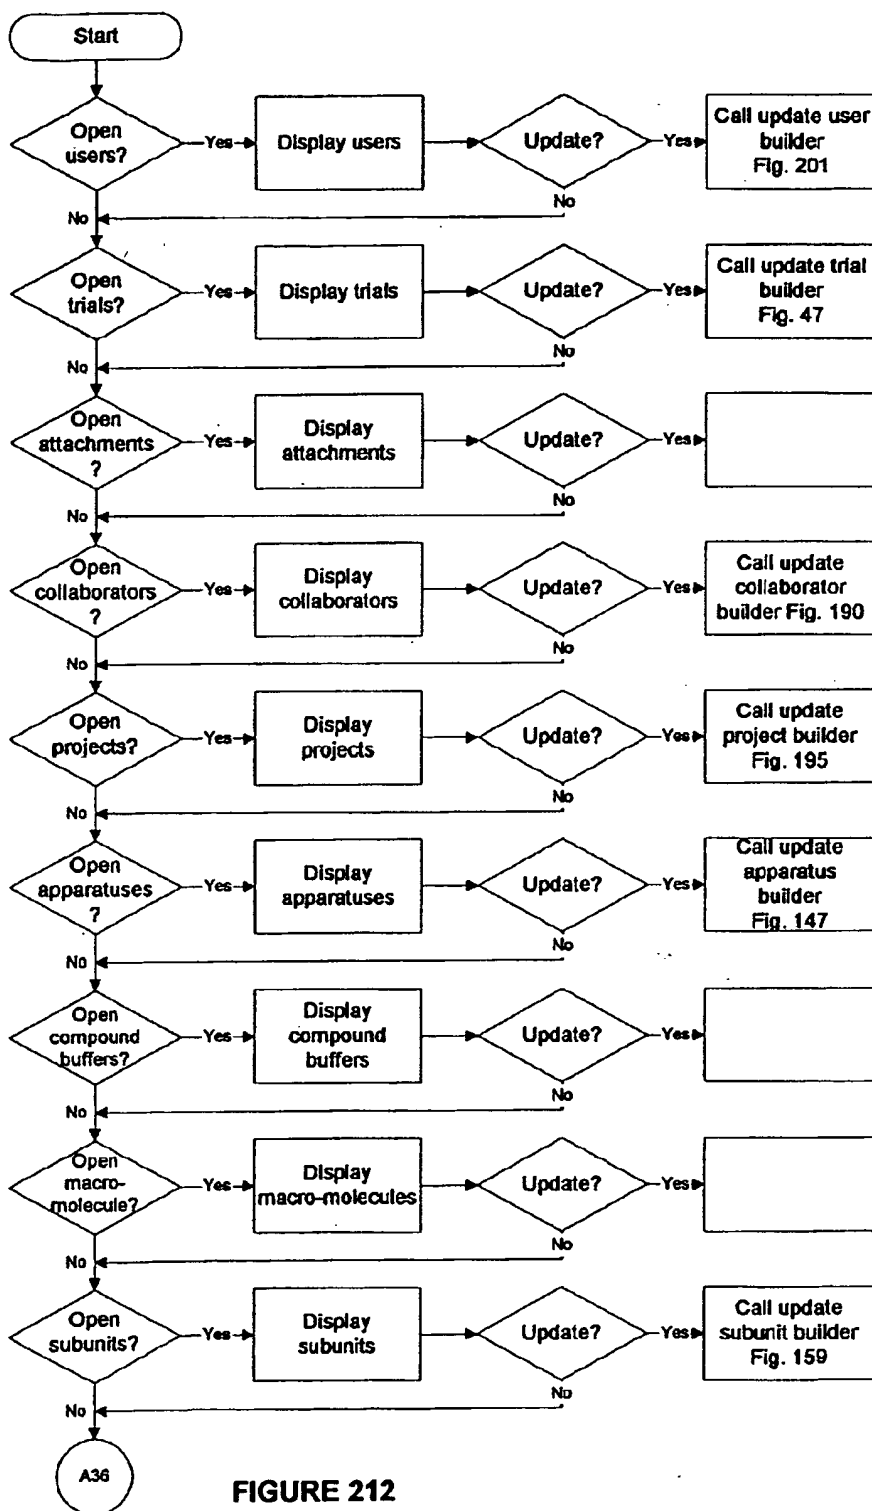 Start
Open
users?
Yes
Display users
Update?
Yes
Call update user
builder
Fig. 201
No
No
Open
trials?
Yes
Display trials
Update?
Yes
Call update trial
builder
Fig. 47
No
No
Open
attachments
?
Yes
Display
attachments
Update?
Yes
No
No
Open
collaborators
?
Yes
Display
collaborators
Update?
Yes
Call update
collaborator
builder Fig. 190
No
No
Open
projects?
Yes
Display
projects
Update?
Yes
Call update
project builder
Fig. 195
No
No
Open
apparatuses
?
Yes
Display
apparatuses
Update?
Yes
Call update
apparatus
builder
Fig. 147
No
No
Open
compound
buffers?
Yes
Display
compound
buffers
Update?
Yes
No
No
Open
macro-
molecule?
Yes
Display
macro-molecules
Update?
Yes
No
No
Open
subunits?
Yes
Display
subunits
Update?
Yes
Call update
subunit builder
Fig. 159
No
No
A36
FIGURE 212